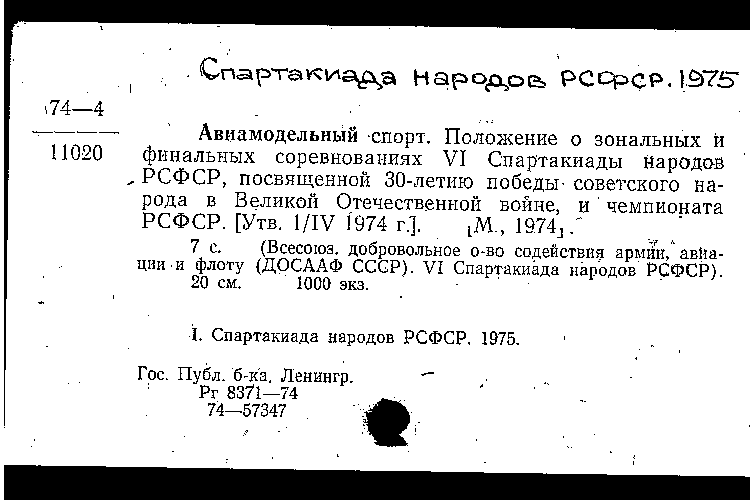 Спартакиада народов РСФСР. 1975
74—4
11020
Авиамодельный спорт. Положение о зональных и
финальных соревнованиях VI Спартакиады народов
РСФСР, посвященной 30-летию победы советского на-
рода в Великой Отечественной войне, и чемпионата
РСФСР. [Утв. 1/IV 1974 г.]. [М., 1974].
7 с. (Всесоюз. добровольное о-во содействия армии, авиа-
ции и флоту (ДОСААФ СССР). VI Спартакиада народов РСФСР).
20 см. 1000 экз.
I. Спартакиада народов РСФСР. 1975.
Гос. Публ. б-ка, Ленингр.
Рг 8371—74
74—57347